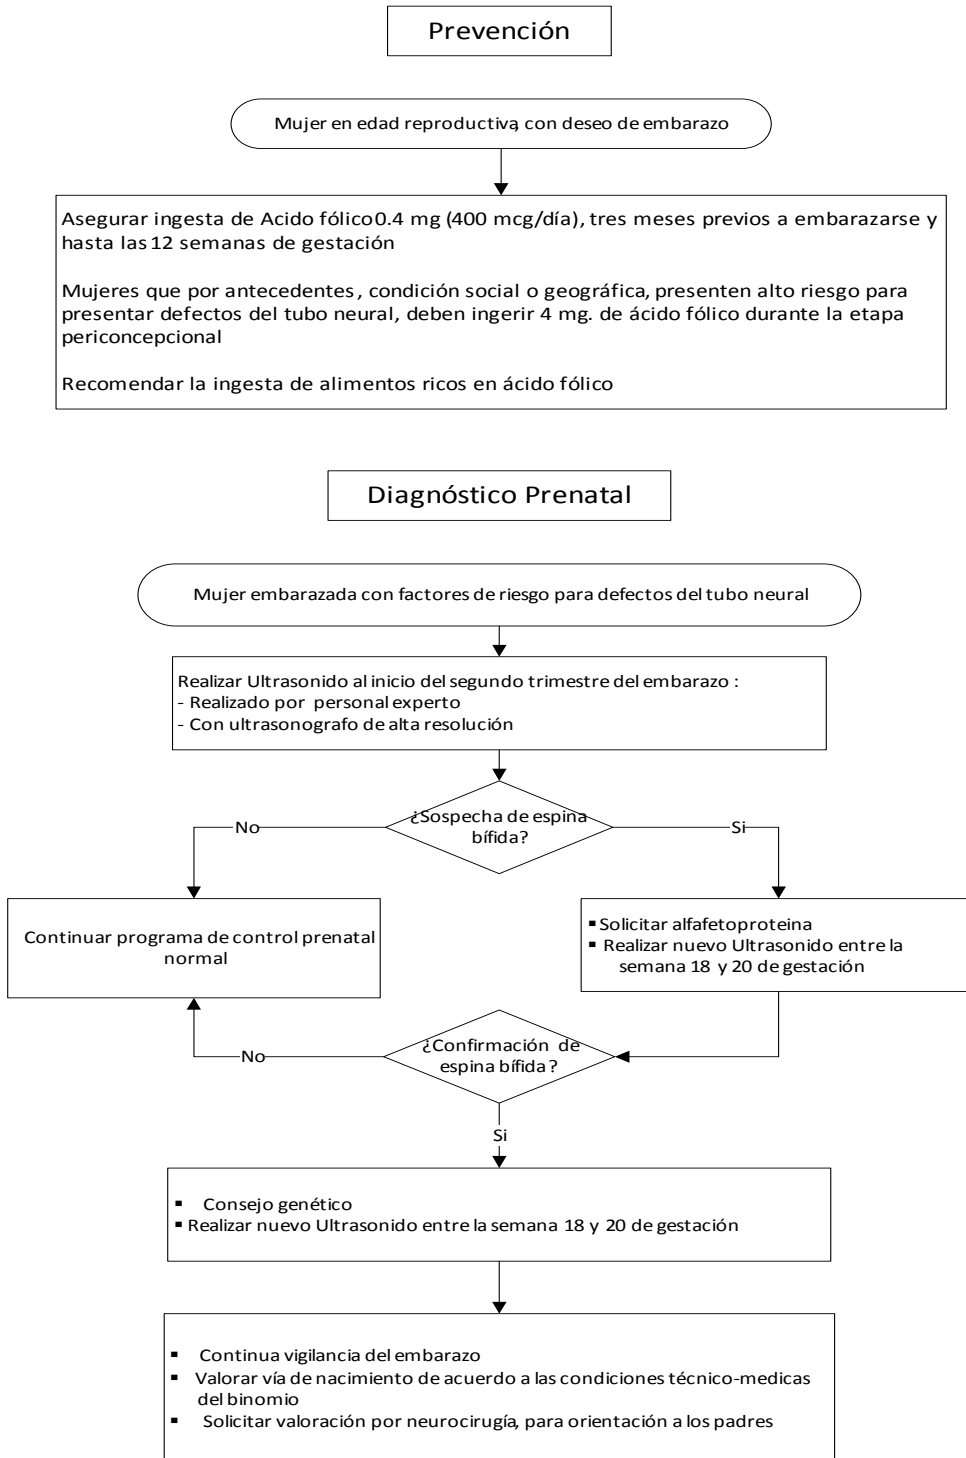 Prevención
Mujer en edad reproductiva, con deseo de embarazo
Asegurar ingesta de Acido fólico 0.4 mg (400 mcg/día), tres meses previos a embarazarse y
hasta las 12 semanas de gestación
Mujeres que por antecedentes, condición social o geográfica, presenten alto riesgo para
presentar defectos del tubo neural, deben ingerir 4 mg. de ácido fólico durante la etapa
periconcepcional
Recomendar la ingesta de alimentos ricos en ácido fólico
Diagnóstico Prenatal
Mujer embarazada con factores de riesgo para defectos del tubo neural
Realizar Ultrasonido al inicio del segundo trimestre del embarazo :
- Realizado por personal experto
- Con ultrasonografo de alta resolución
¿Sospecha de espina
bífida?
No
Si
Continuar programa de control prenatal
normal
▪ Solicitar alfafetoproteina
▪ Realizar nuevo Ultrasonido entre la
semana 18 y 20 de gestación
¿Confirmación de
espina bífida?
No
Si
▪ Consejo genético
▪ Realizar nuevo Ultrasonido entre la semana 18 y 20 de gestación
▪ Continua vigilancia del embarazo
▪ Valorar vía de nacimiento de acuerdo a las condiciones técnico-medicas
del binomio
▪ Solicitar valoración por neurocirugía, para orientación a los padres